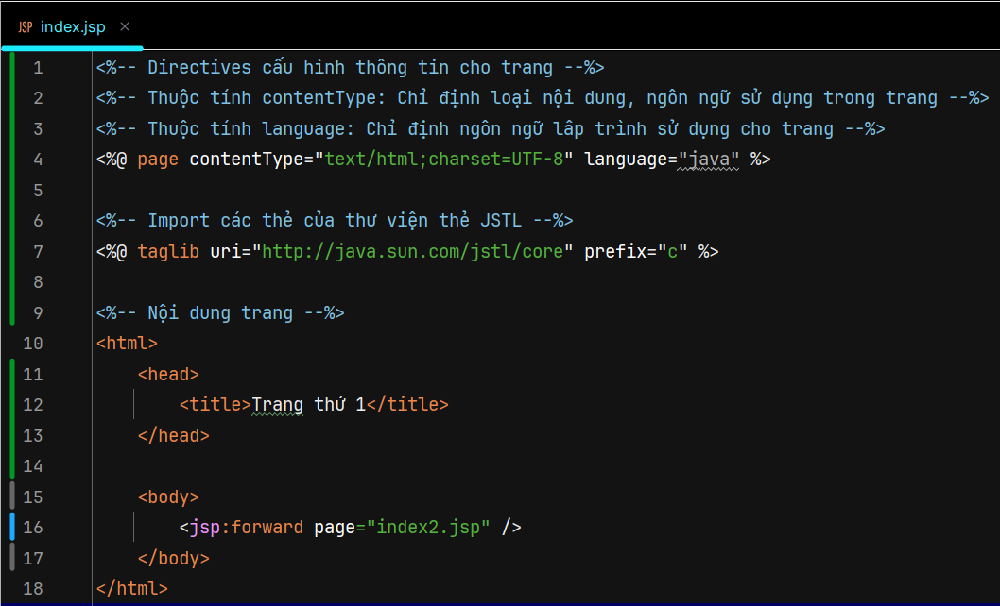 JSP index.jsp ×
1 <%-- Directives cấu hình thông tin cho trang --%>
2 <%-- Thuộc tính contentType: Chỉ định loại nội dung, ngôn ngữ sử dụng trong trang --%>
3 <%-- Thuộc tính language: Chỉ định ngôn ngữ lâp trình sử dụng cho trang --%>
4 <%@ page contentType="text/html;charset=UTF-8" language="java" %>
5
6 <%-- Import các thẻ của thư viện thẻ JSTL --%>
7 <%@ taglib uri="http://java.sun.com/jstl/core" prefix="c" %>
8
9 <%-- Nội dung trang --%>
10 <html>
11 <head>
12 <title>Trang thứ 1</title>
13 </head>
14
15 <body>
16 <jsp:forward page="index2.jsp" />
17 </body>
18 </html>